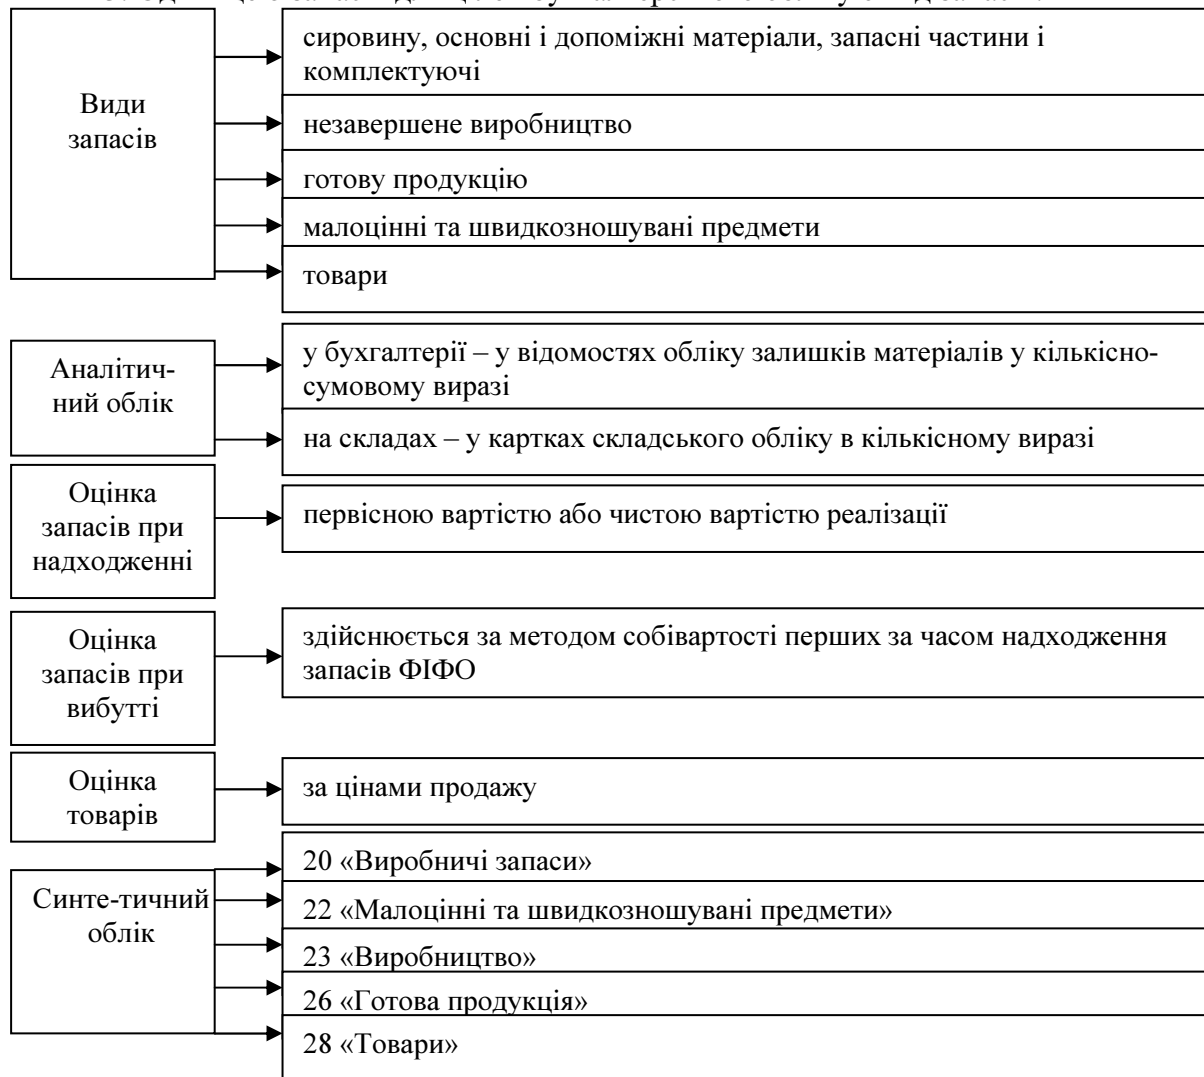 Види
запасів
сировину, основні і допоміжні матеріали, запасні частини і
комплектуючі
незавершене виробництво
готову продукцію
малоцінні та швидкозношувані предмети
товари
Аналітич-
ний облік
у бухгалтерії – у відомостях обліку залишків матеріалів у кількісно-
сумовому виразі
на складах – у картках складського обліку в кількісному виразі
Оцінка
запасів при
надходженні
первісною вартістю або чистою вартістю реалізації
Оцінка
запасів при
вибутті
здійснюється за методом собівартості перших за часом надходження
запасів ФІФО
Оцінка
товарів
за цінами продажу
Синте-тичний
облік
20 «Виробничі запаси»
22 «Малоцінні та швидкозношувані предмети»
23 «Виробництво»
26 «Готова продукція»
28 «Товари»